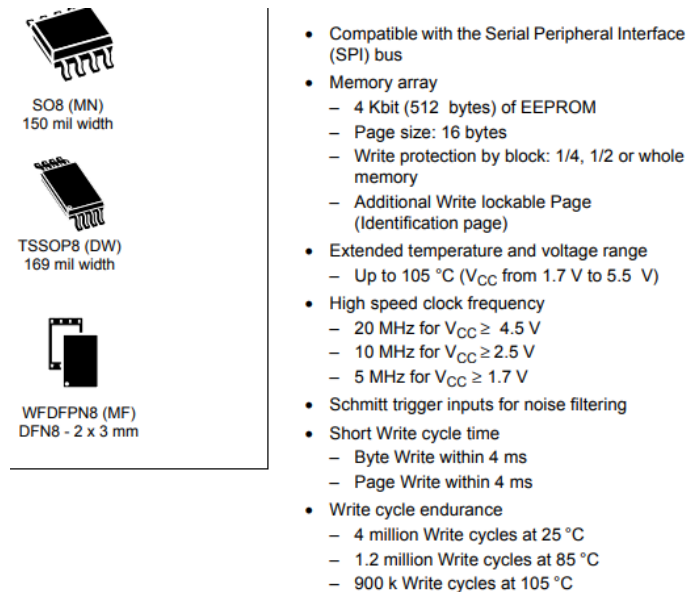 SO8 (MN)
150 mil width
TSSOP8 (DW)
169 mil width
WFDFPN8 (MF)
DFN8 - 2 x 3 mm
• Compatible with the Serial Peripheral Interface
(SPI) bus
• Memory array
– 4 Kbit (512 bytes) of EEPROM
– Page size: 16 bytes
– Write protection by block: 1/4, 1/2 or whole
memory
– Additional Write lockable Page
(Identification page)
• Extended temperature and voltage range
– Up to 105 °C (VCC from 1.7 V to 5.5 V)
• High speed clock frequency
– 20 MHz for VCC ≥ 4.5 V
– 10 MHz for VCC ≥ 2.5 V
– 5 MHz for VCC ≥ 1.7 V
• Schmitt trigger inputs for noise filtering
• Short Write cycle time
– Byte Write within 4 ms
– Page Write within 4 ms
• Write cycle endurance
– 4 million Write cycles at 25 °C
– 1.2 million Write cycles at 85 °C
– 900 k Write cycles at 105 °C